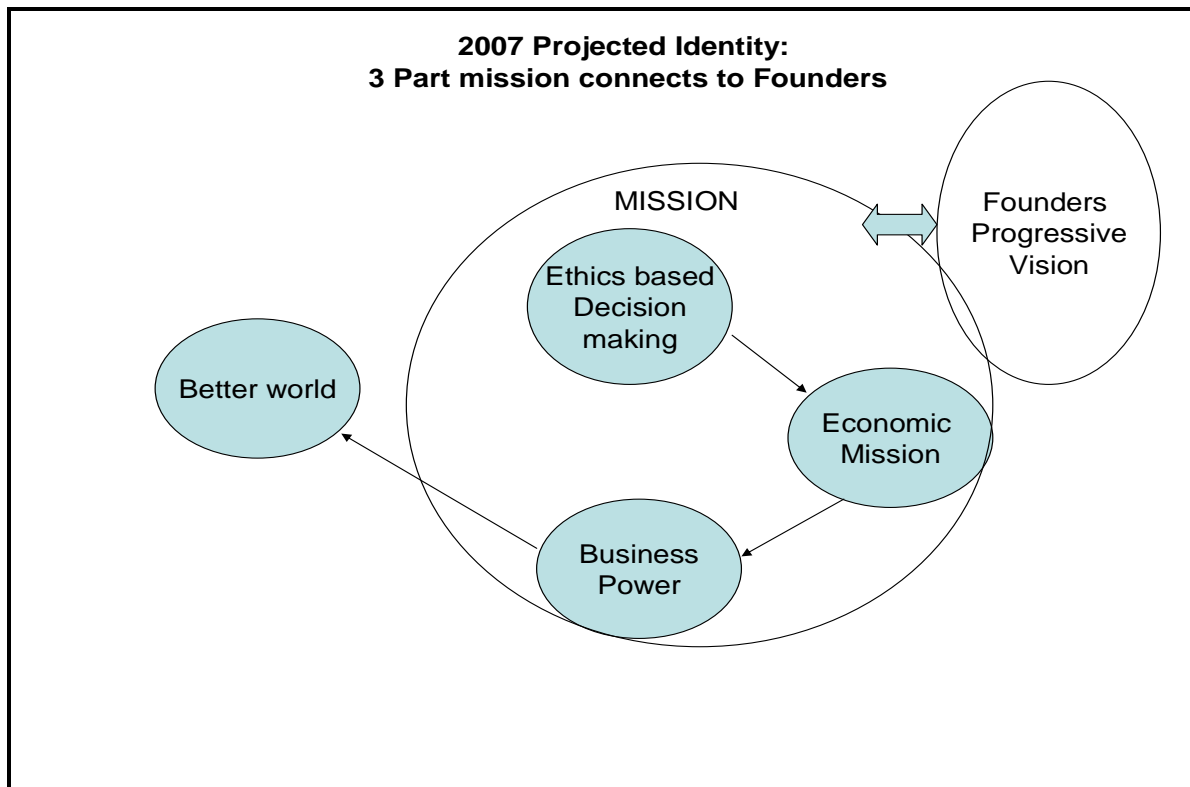 2007 Projected Identity:
3 Part mission connects to Founders
MISSION
Founders
Progressive
Vision
Ethics based
Decision
making
Better world
Economic
Mission
Business
Power